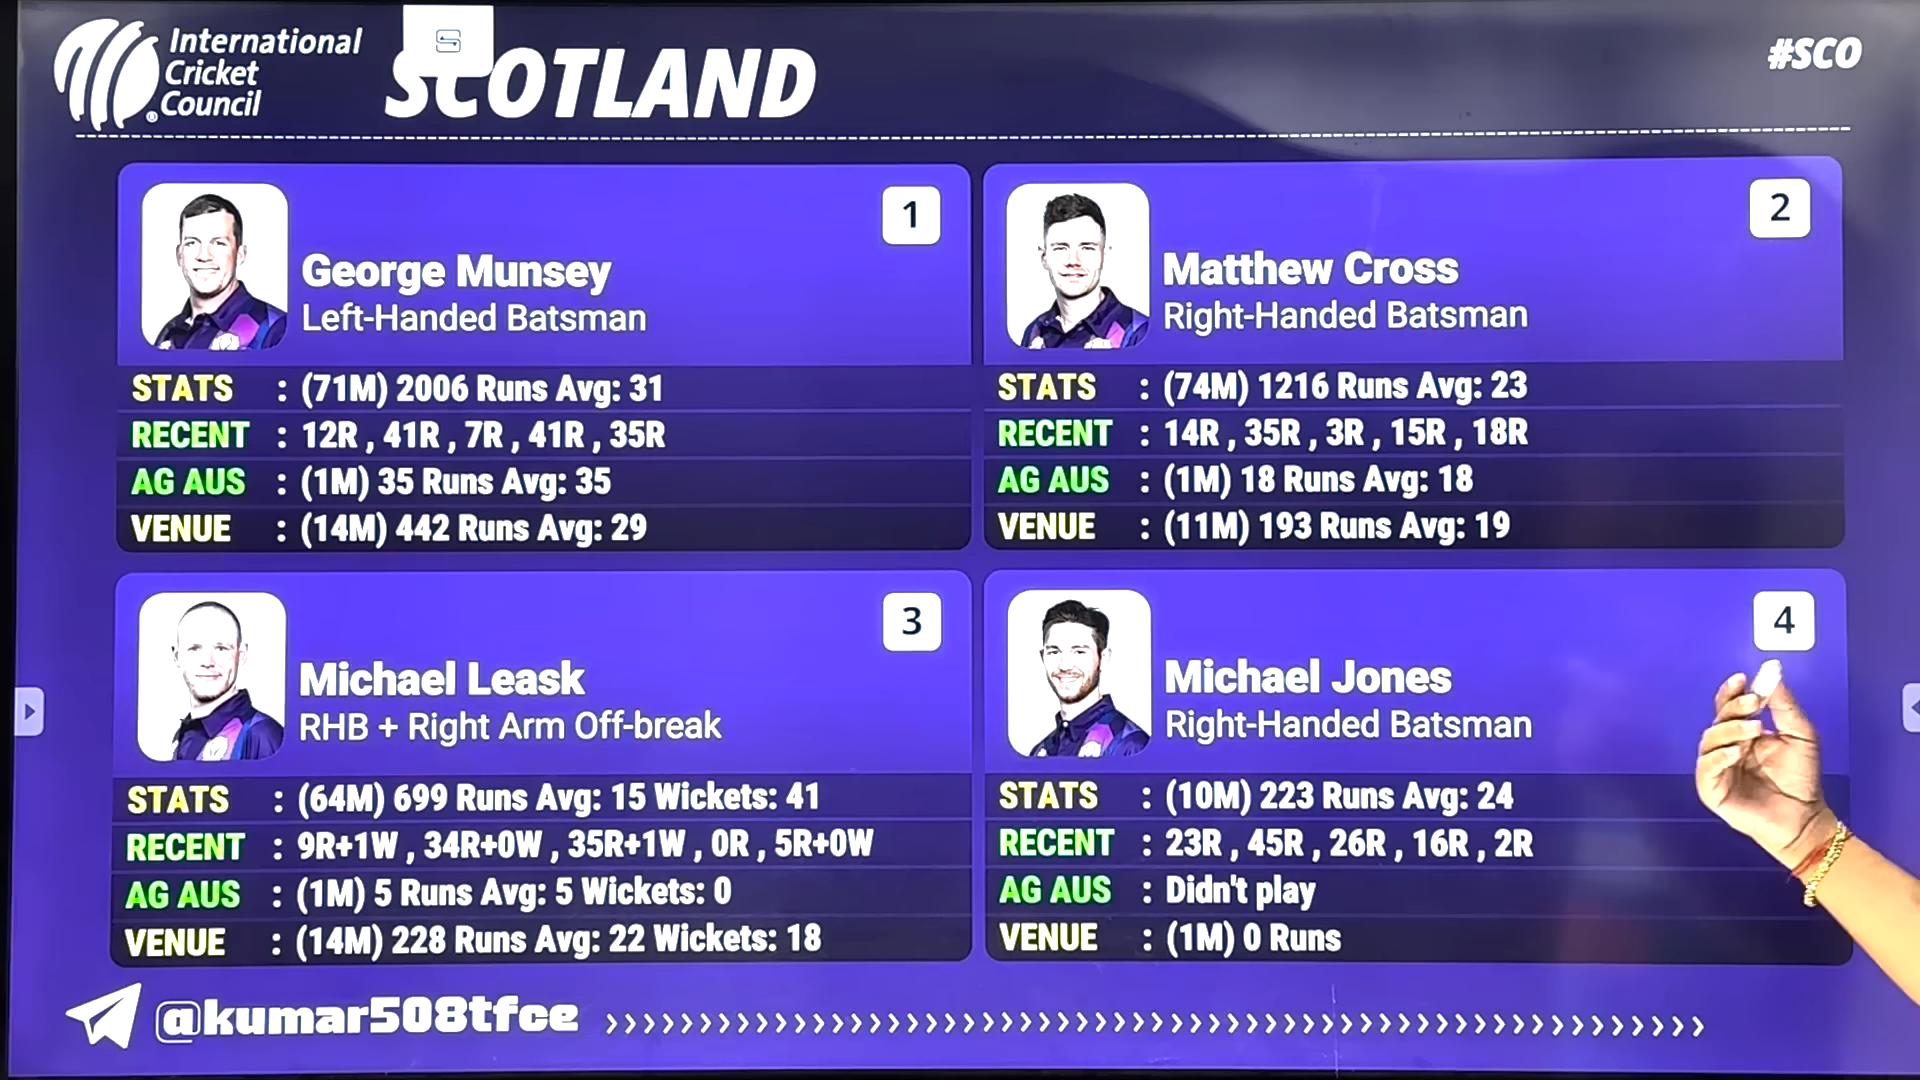 International
Cricket
Council
SCOTLAND
#SCO
1
George Munsey
Left-Handed Batsman
STATS : (71M) 2006 Runs Avg: 31
RECENT : 12R , 41R , 7R , 41R , 35R
AG AUS : (1M) 35 Runs Avg: 35
VENUE : (14M) 442 Runs Avg: 29
2
Matthew Cross
Right-Handed Batsman
STATS : (74M) 1216 Runs Avg: 23
RECENT : 14R , 35R , 3R , 15R , 18R
AG AUS : (1M) 18 Runs Avg: 18
VENUE : (11M) 193 Runs Avg: 19
3
Michael Leask
RHB + Right Arm Off-break
STATS : (64M) 699 Runs Avg: 15 Wickets: 41
RECENT : 9R+1W , 34R+0W , 35R+1W , 0R , 5R+0W
AG AUS : (1M) 5 Runs Avg: 5 Wickets: 0
VENUE : (14M) 228 Runs Avg: 22 Wickets: 18
4
Michael Jones
Right-Handed Batsman
STATS : (10M) 223 Runs Avg: 24
RECENT : 23R , 45R , 26R , 16R , 2R
AG AUS : Didn't play
VENUE : (1M) 0 Runs
@kumar508tfce